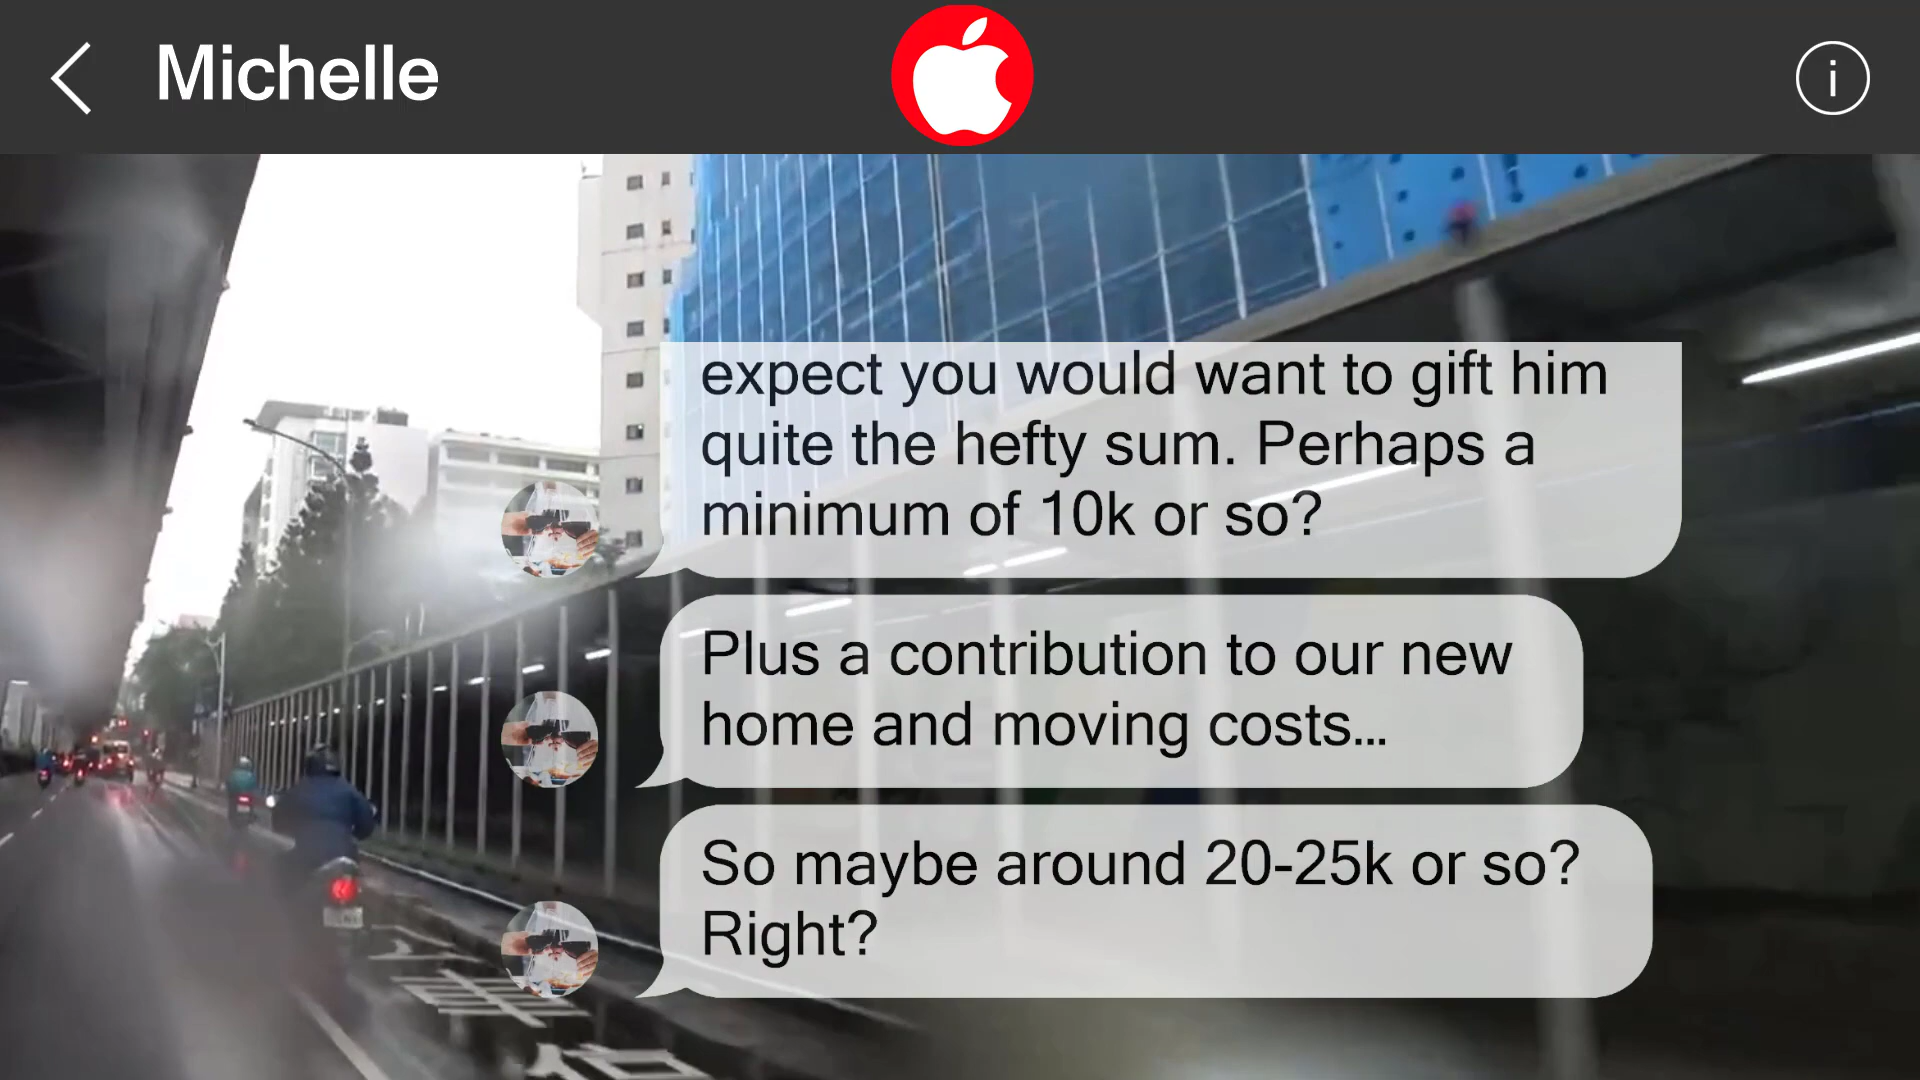 Michelle
i
expect you would want to gift him
quite the hefty sum. Perhaps a
minimum of 10k or so?
Plus a contribution to our new
home and moving costs...
So maybe around 20-25k or so?
Right?